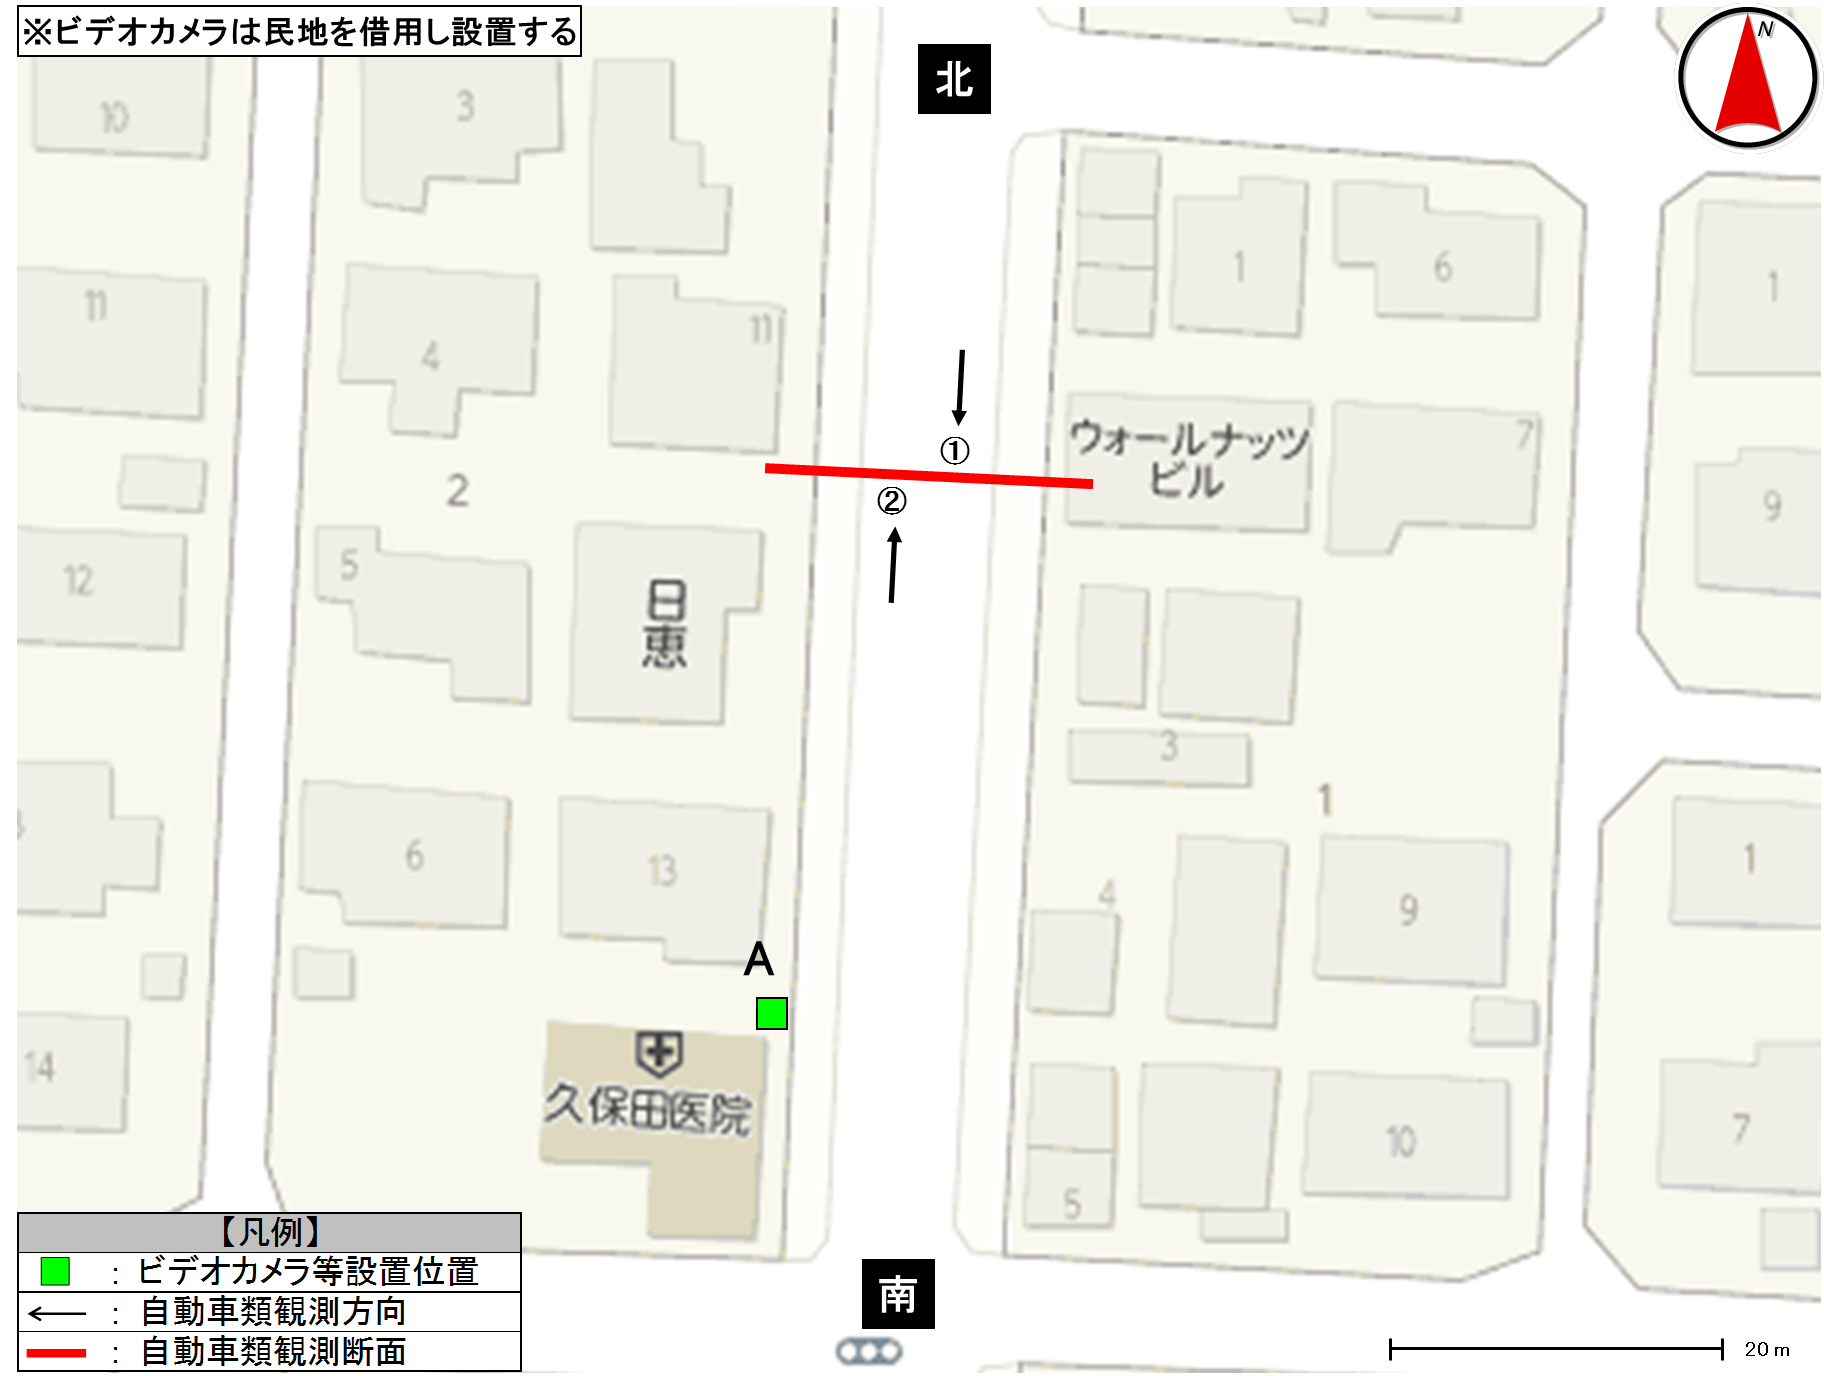 ※ビデオカメラは民地を借用し設置する
N
北
10
3
1
6
1
11
4
11
①
ウォールナッツ
ビル
7
2
②
9
5
12
日恵
3
1
6
13
4
9
1
A
14
久保田医院
5
10
7
【凡例】
: ビデオカメラ等設置位置
: 自動車類観測方向
: 自動車類観測断面
南
20 m